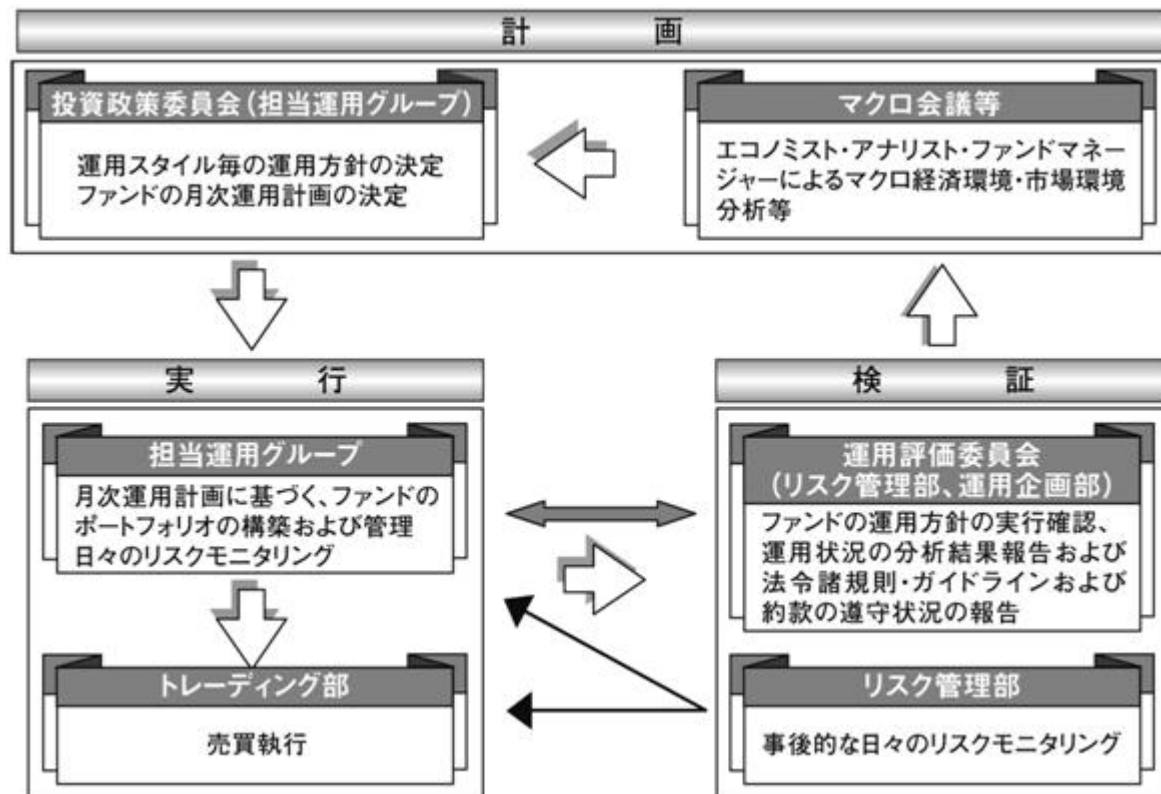 計画
投資政策委員会(担当運用グループ)
運用スタイル毎の運用方針の決定
ファンドの月次運用計画の決定
マクロ会議等
エコノミスト・アナリスト・ファンドマネー
ジャーによるマクロ経済環境・市場環境
分析等
実行
担当運用グループ
月次運用計画に基づく、ファンドの
ポートフォリオの構築および管理
日々のリスクモニタリング
トレーディング部
売買執行
検証
運用評価委員会
(リスク管理部、運用企画部)
ファンドの運用方針の実行確認、
運用状況の分析結果報告および
法令諸規則・ガイドラインおよび
約款の遵守状況の報告
リスク管理部
事後的な日々のリスクモニタリング